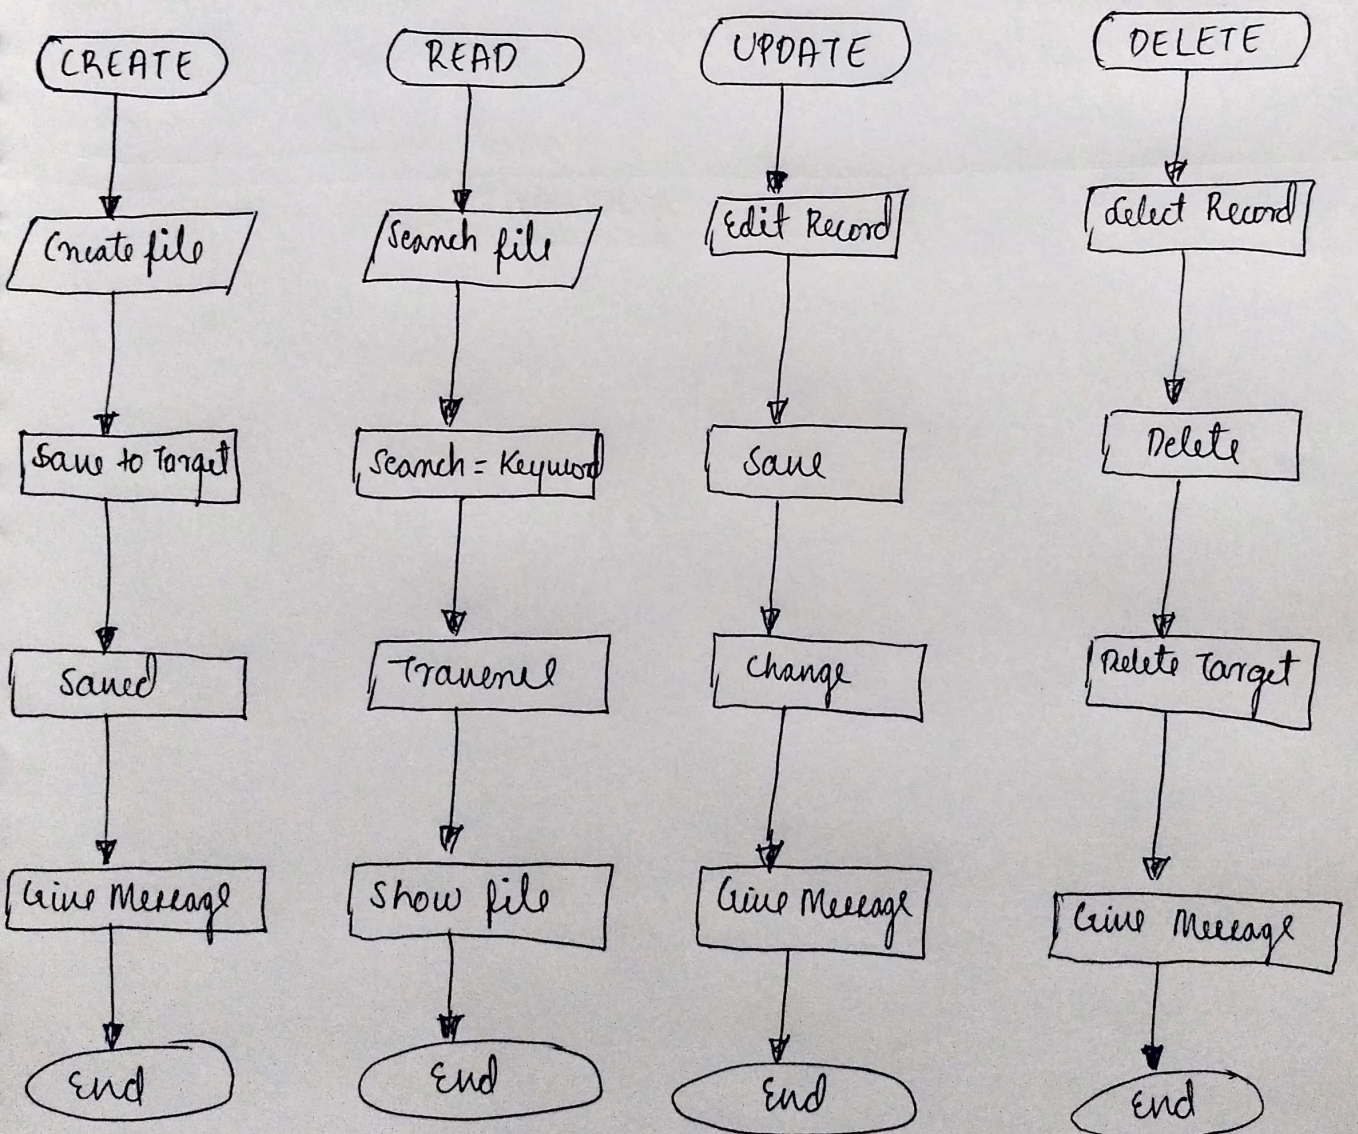 CREATE
Create file
Save to Target
Saved
Give Message
End
READ
Search file
Search = Keyword
Traverse
Show file
End
UPDATE
Edit Record
Save
Change
Give Message
End
DELETE
Select Record
Delete
Delete Target
Give Message
End